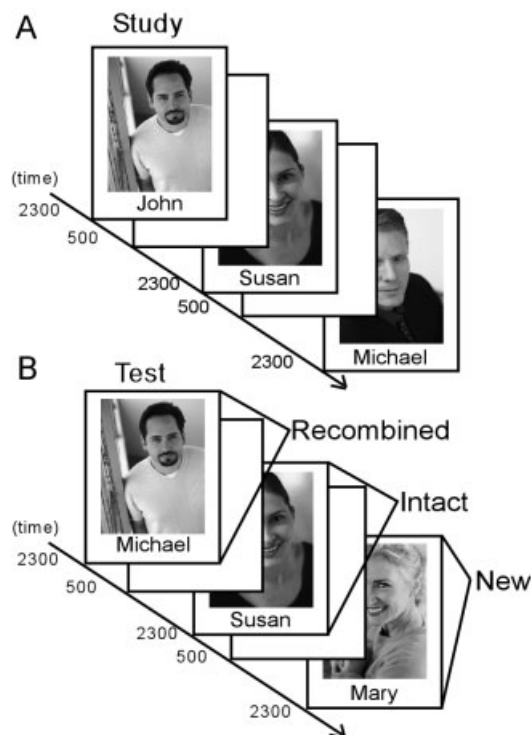 A
Study
John
(time)
2300
500
Susan
2300
500
Michael
2300
B
Test
Recombined
Michael
Intact
(time)
2300
500
Susan
New
2300
500
Mary
2300